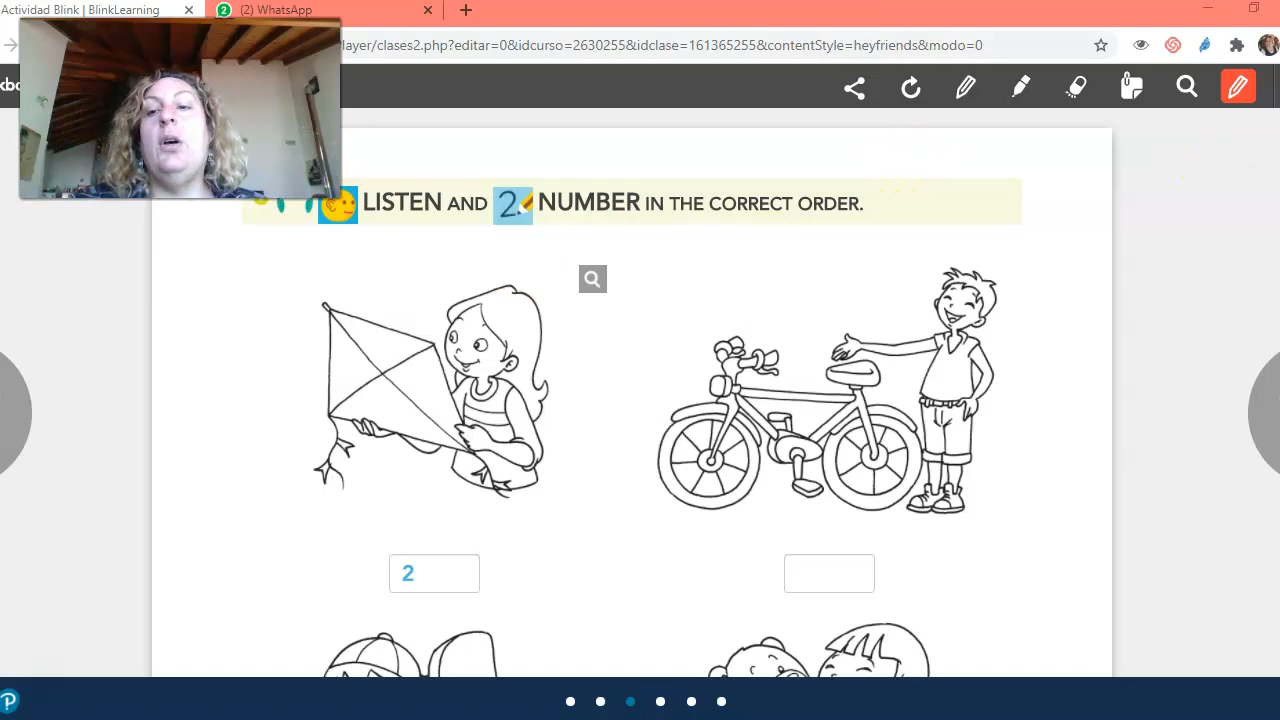 Actividad Blink | BlinkLearning
(2) WhatsApp
layer/clases2.php?editar=0&idcurso=2630255&idclase=161365255&contentStyle=heyfriends&modo=0
LISTEN AND 2 NUMBER IN THE CORRECT ORDER.
2